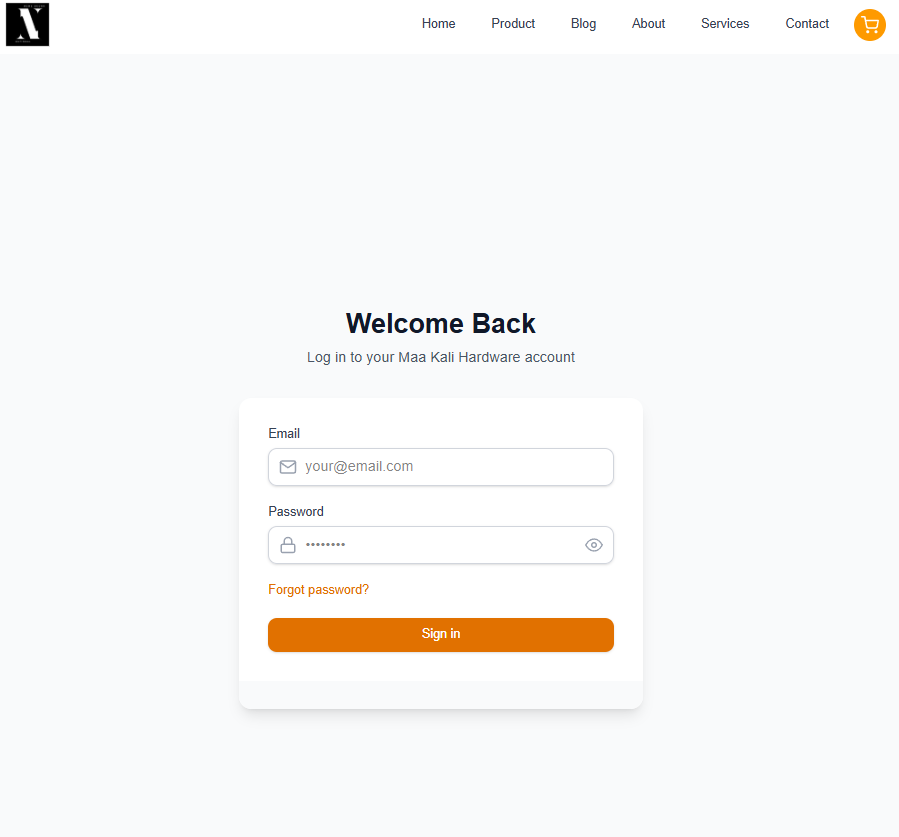 Home Product Blog About Services Contact
Welcome Back
Log in to your Maa Kali Hardware account
Email
your@email.com
Password
••••••••
Forgot password?
Sign in